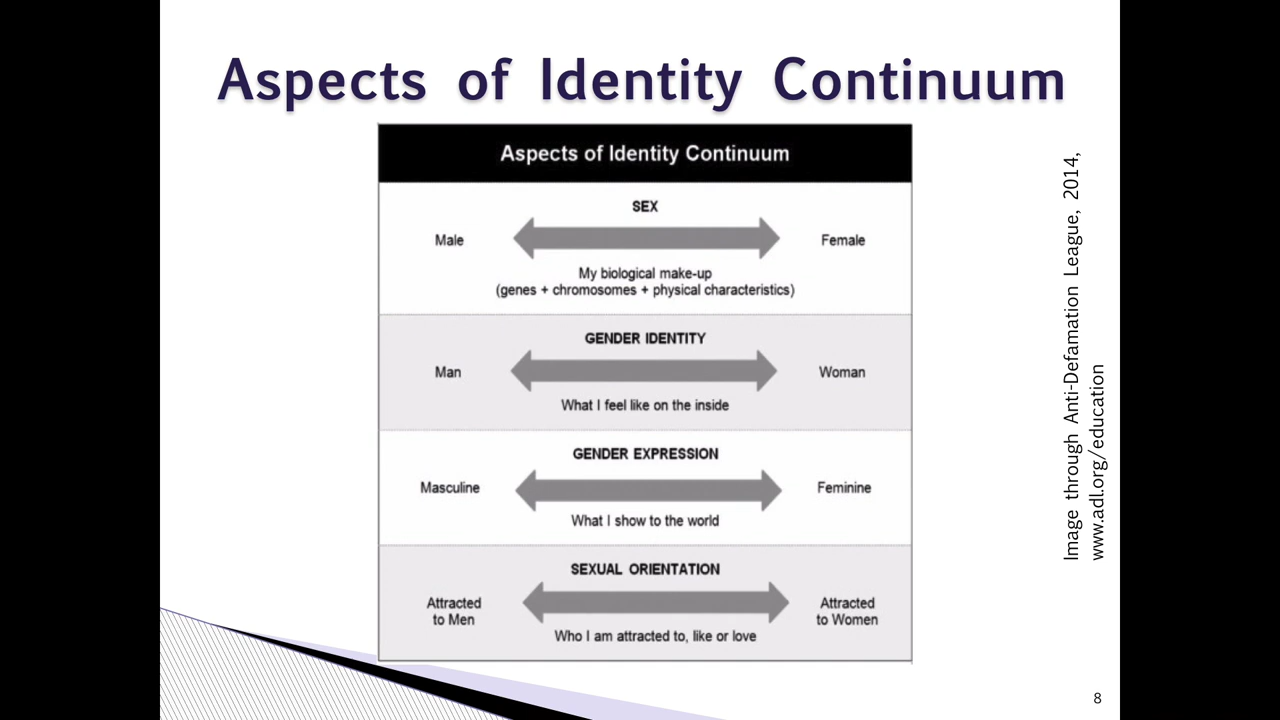 Aspects of Identity Continuum
Aspects of Identity Continuum
SEX
Male
Female
My biological make-up
(genes + chromosomes + physical characteristics)
GENDER IDENTITY
Man
Woman
What I feel like on the inside
GENDER EXPRESSION
Masculine
Feminine
What I show to the world
SEXUAL ORIENTATION
Attracted
to Men
Attracted
to Women
Who I am attracted to, like or love
Image through Anti-Defamation League, 2014,
www.adl.org/education
8